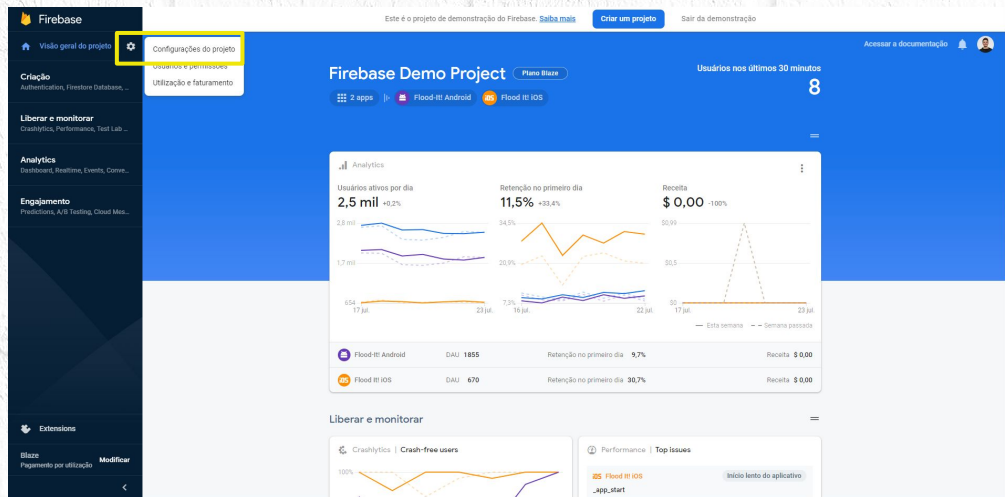 Firebase
Este é o projeto de demonstração do Firebase. Saiba mais
Criar um projeto
Sair da demonstração
Visão geral do projeto
Configurações do projeto
Usuários e permissões
Utilização e faturamento
Acessar a documentação
Criação
Authentication, Firestore Database, ...
Liberar e monitorar
Crashlytics, Performance, Test Lab ...
Analytics
Dashboard, Realtime, Events, Conve...
Engajamento
Predictions, A/B Testing, Cloud Mes...
Extensions
Blaze
Pagamento por utilização
Modificar
Firebase Demo Project
Plano Blaze
2 apps
Flood-It! Android
iOS Flood It! iOS
Usuários nos últimos 30 minutos
8
Analytics
Usuários ativos por dia
2,5 mil +0,2%
2,8 mil
1,7 mil
654
17 jul.
23 jul.
Retenção no primeiro dia
11,5% +33,4%
34,5%
20,9%
7,3%
16 jul.
22 jul.
Receita
$ 0,00 -100%
$0,99
$0,5
$0
17 jul.
23 jul.
Esta semana
Semana passada
Flood-It! Android DAU 1855 Retenção no primeiro dia 9,7% Receita $ 0,00
iOS Flood It! iOS DAU 670 Retenção no primeiro dia 30,7% Receita $ 0,00
Liberar e monitorar
Crashlytics | Crash-free users
100%
Performance | Top issues
iOS Flood It! iOS
Início lento do aplicativo
_app_start